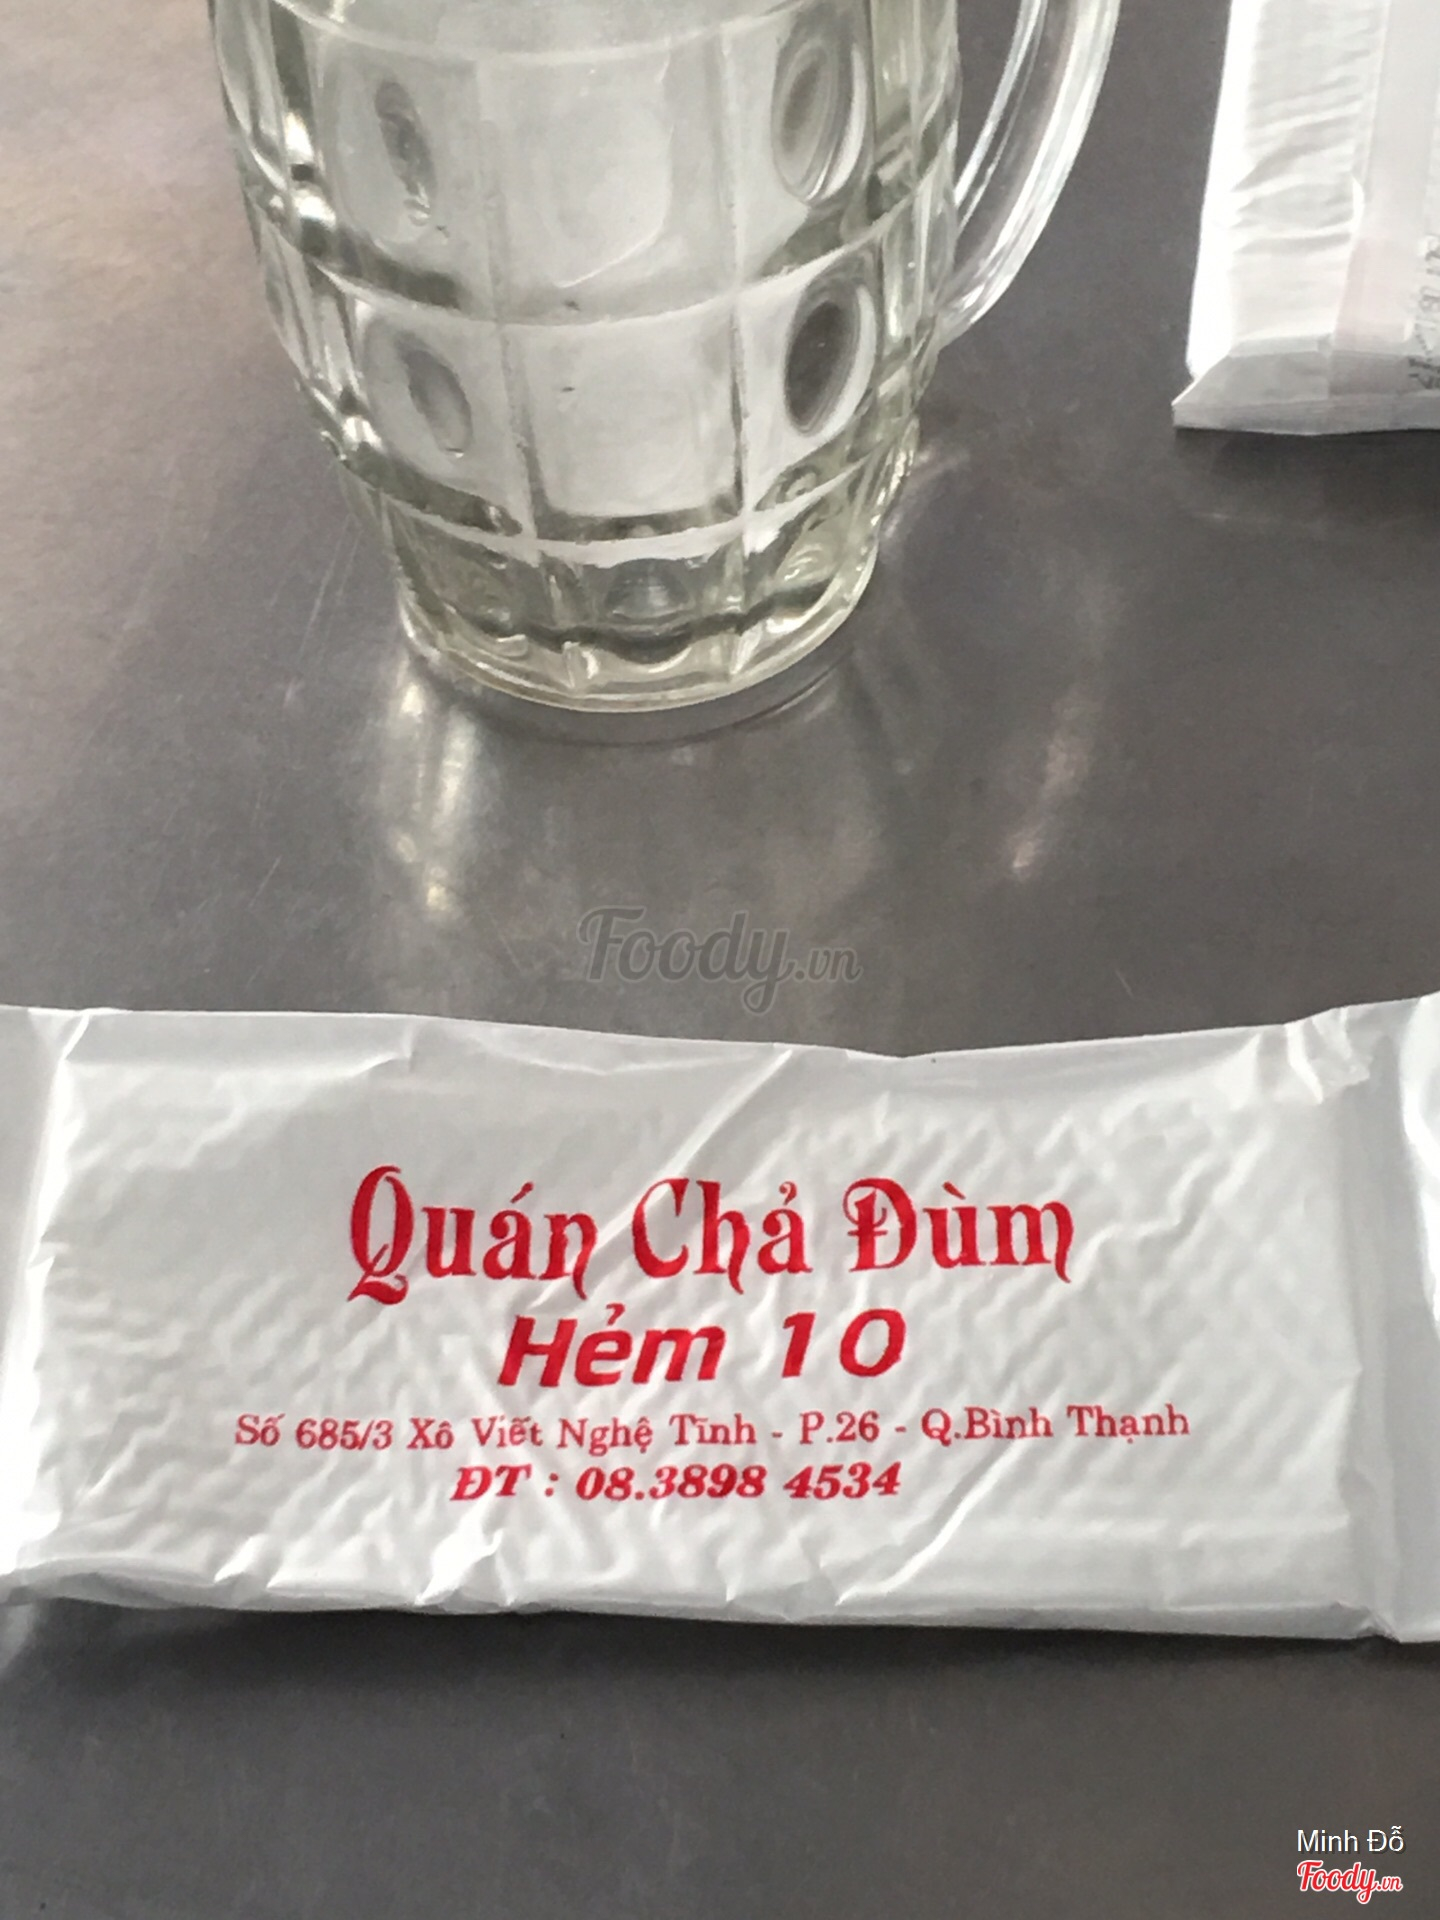 Foody.vn
Quán Chả Đùm
Hẻm 10
Số 685/3 Xô Viết Nghệ Tĩnh - P.26 - Q.Bình Thạnh
ĐT : 08.3898 4534
Minh Đỗ
Foody.vn